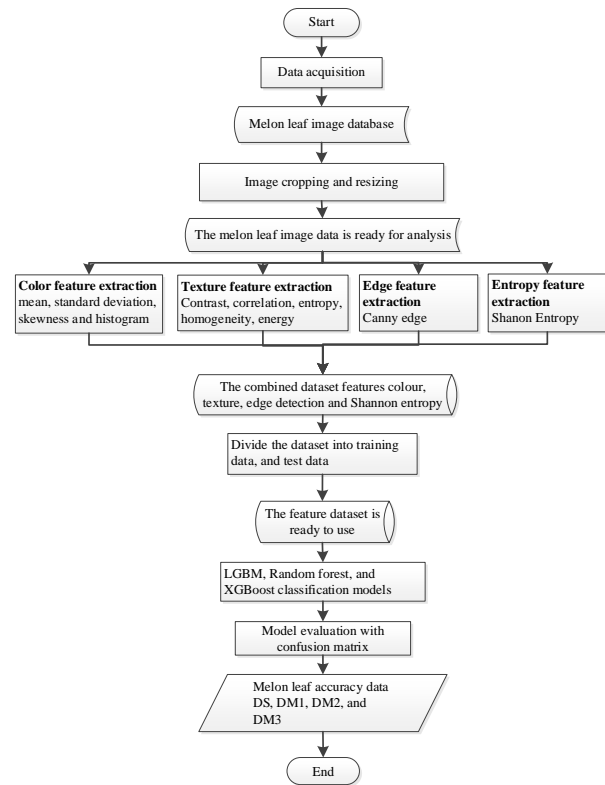 Start
Data acquisition
Melon leaf image database
Image cropping and resizing
The melon leaf image data is ready for analysis
Color feature extraction
mean, standard deviation,
skewness and histogram
Texture feature extraction
Contrast, correlation, entropy,
homogeneity, energy
Edge feature
extraction
Canny edge
Entropy feature
extraction
Shanon Entropy
The combined dataset features colour,
texture, edge detection and Shannon entropy
Divide the dataset into training
data, and test data
The feature dataset is
ready to use
LGBM, Random forest, and
XGBoost classification models
Model evaluation with
confusion matrix
Melon leaf accuracy data
DS, DM1, DM2, and
DM3
End